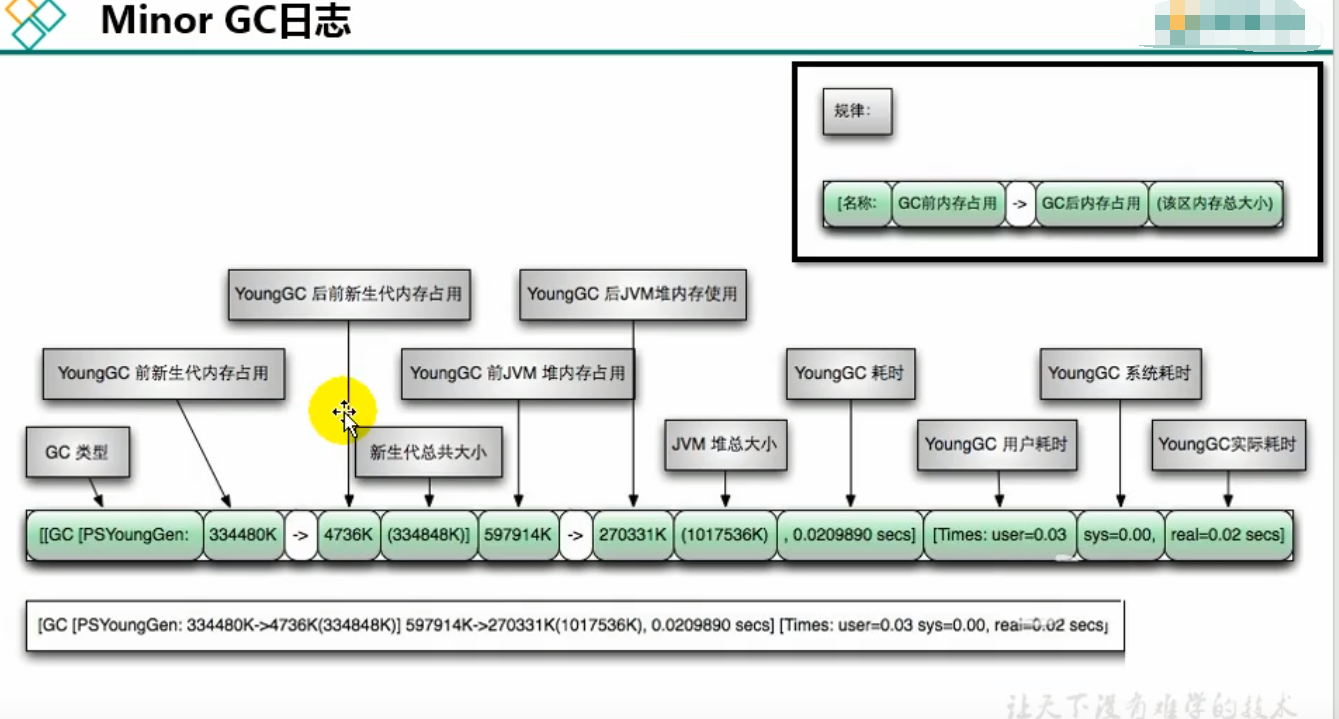 Minor GC日志
规律:
[名称: GC前内存占用 -> GC后内存占用 (该区内存总大小)
YoungGC 后前新生代内存占用
YoungGC 后JVM堆内存使用
YoungGC 前新生代内存占用
YoungGC 前JVM 堆内存占用
YoungGC 耗时
YoungGC 系统耗时
GC 类型
新生代总共大小
JVM 堆总大小
YoungGC 用户耗时
YoungGC实际耗时
[[GC [PSYoungGen: 334480K -> 4736K (334848K)] 597914K -> 270331K (1017536K) , 0.0209890 secs] [Times: user=0.03 sys=0.00, real=0.02 secs]
[GC [PSYoungGen: 334480K->4736K(334848K)] 597914K->270331K(1017536K), 0.0209890 secs] [Times: user=0.03 sys=0.00, real=0.02 secs]
让天下没有难学的技术